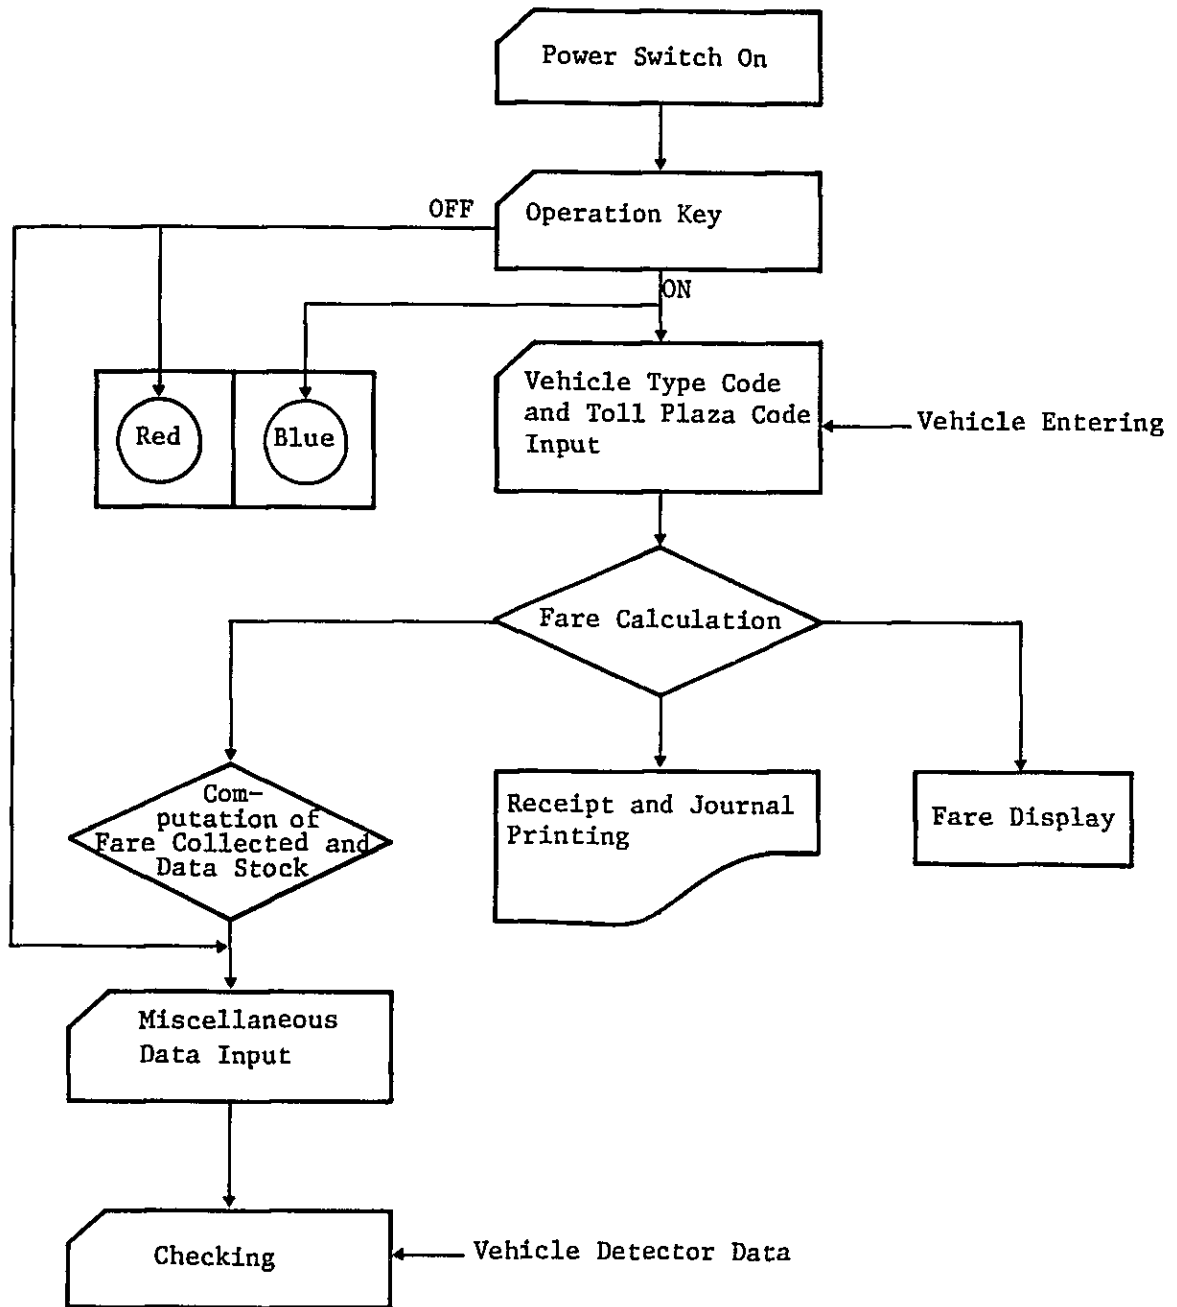 Power Switch On
OFF
Operation Key
ON
Vehicle Type Code
and Toll Plaza Code
Input
Vehicle Entering
Red
Blue
Fare Calculation
Com-
putation of
Fare Collected and
Data Stock
Receipt and Journal
Printing
Fare Display
Miscellaneous
Data Input
Checking
Vehicle Detector Data